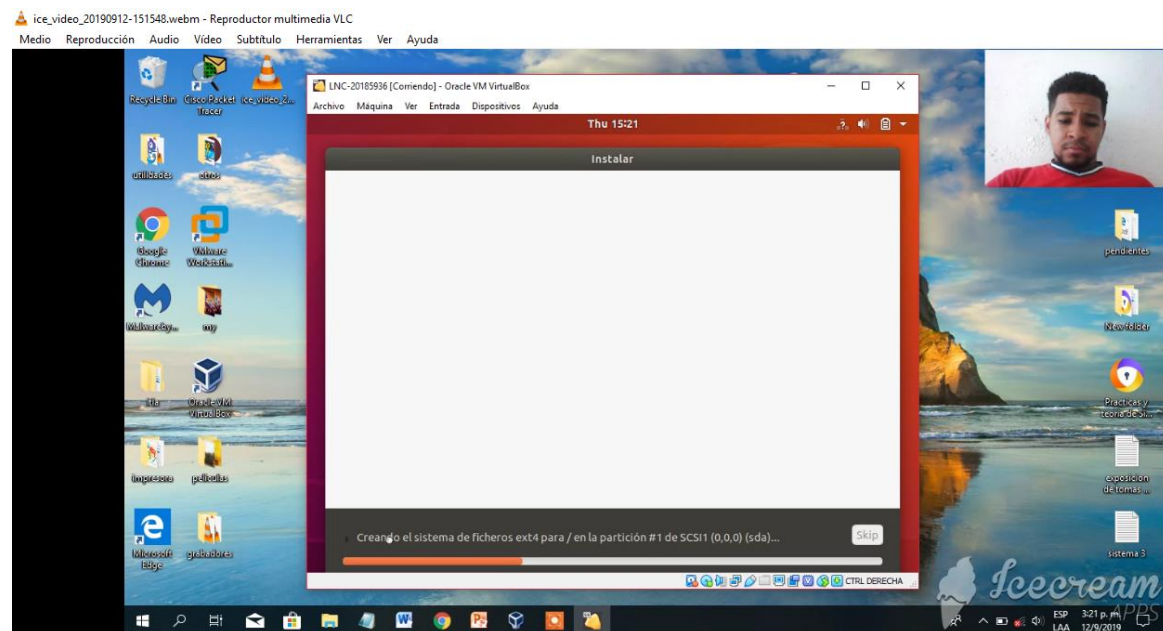 ice_video_20190912-151548.webm - Reproductor multimedia VLC
Medio Reproducción Audio Vídeo Subtítulo Herramientas Ver Ayuda
Recycle Bin
Cisco Packet
Tracer
ice_video_2...
LNC-20185936 [Corriendo] - Oracle VM VirtualBox
Archivo Máquina Ver Entrada Dispositivos Ayuda
Thu 15:21
Instalar
utilidades
otros
Google
Chrome
VMware
Workstati...
pendientes
Malwareby...
my
New folder
itla
Oracle VM
VirtualBox
Practicas y
teoria de Si...
impresora
peliculas
exposicion
de tomas ...
Microsoft
Edge
grabadores
sistema 3
Creando el sistema de ficheros ext4 para / en la partición #1 de SCSI1 (0,0,0) (sda)...
Skip
CTRL DERECHA
Icecream
APPS
ESP
LAA
3:21 p. m.
12/9/2019